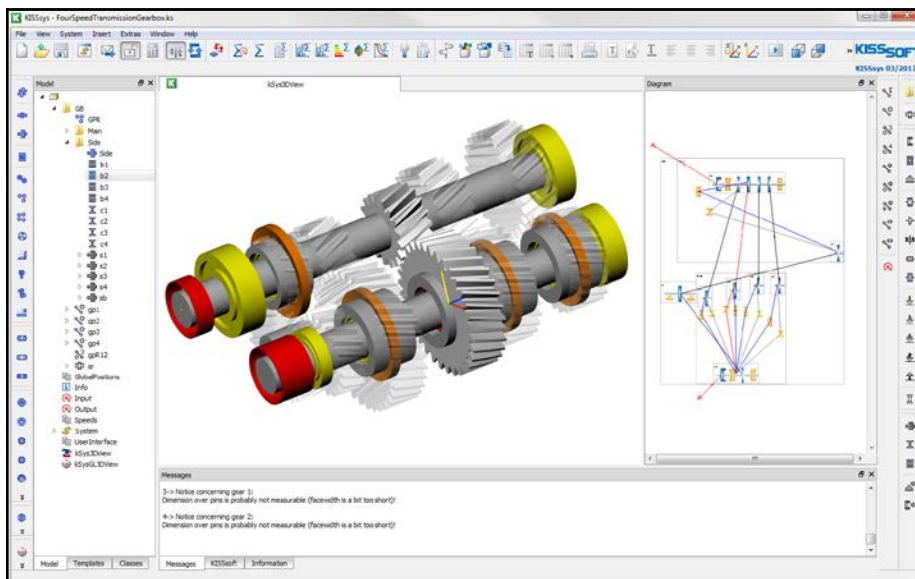 KISSsys - FourSpeedTransmissionGearbox.ks
File View System Insert Extras Window Help
KISSSOFT
KISSsys 03/2017
Model
kSys3DView
Diagram
GB
GPR
Main
Side
Side
b1
b2
b3
b4
c1
c2
c3
c4
s1
s2
s3
s4
sb
gp1
gp2
gp3
gp4
gpR12
sr
GlobalPositions
Info
Input
Output
Speeds
System
UserInterface
kSys3DView
kSysGL3DView
Model Templates Classes
Messages
3-> Notice concerning gear 1:
Dimension over pins is probably not measurable (facewidth is a bit too short)!
4-> Notice concerning gear 2:
Dimension over pins is probably not measurable (facewidth is a bit too short)!
Messages KISSsoft Information